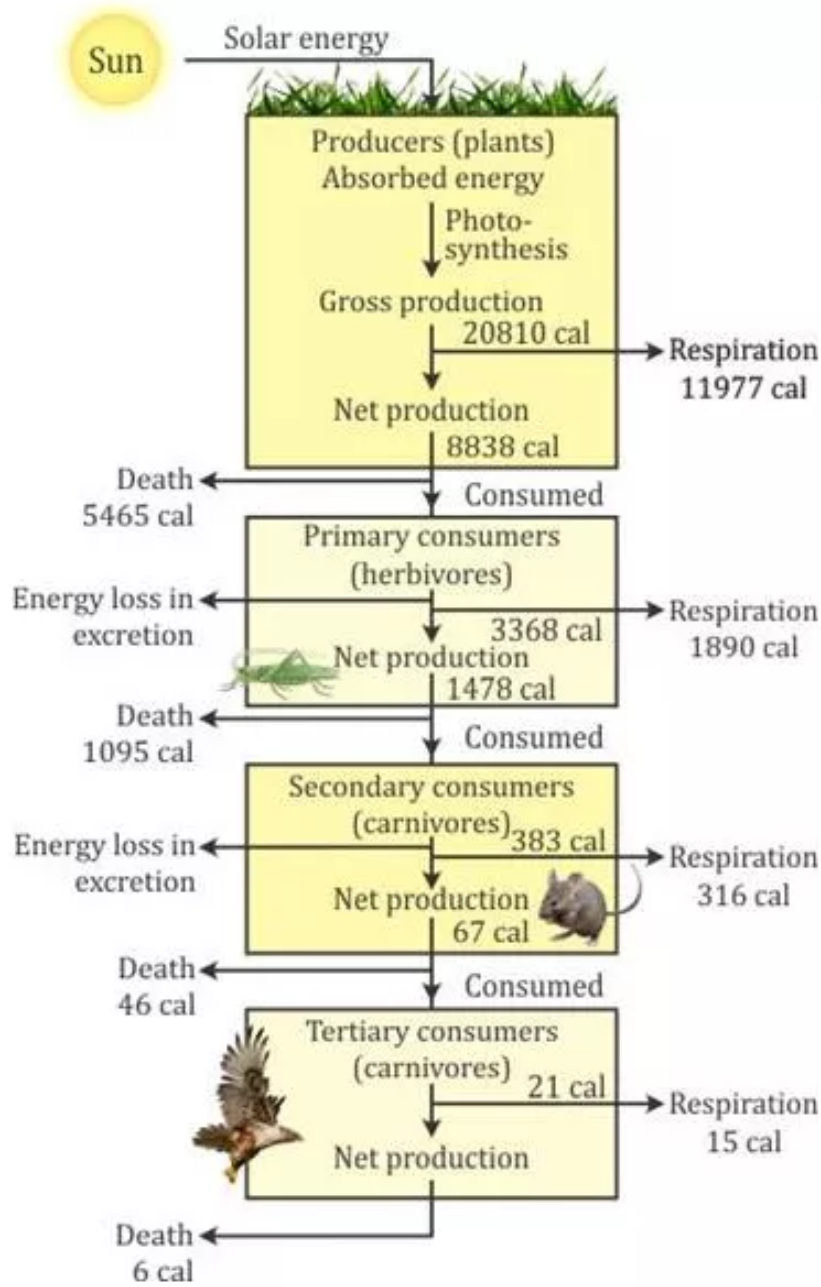 Sun
Solar energy
Producers (plants)
Absorbed energy
Photo-
synthesis
Gross production
20810 cal
Respiration
11977 cal
Net production
8838 cal
Death
5465 cal
Consumed
Primary consumers
(herbivores)
Energy loss in
excretion
3368 cal
Respiration
1890 cal
Net production
1478 cal
Death
1095 cal
Consumed
Secondary consumers
(carnivores)
383 cal
Energy loss in
excretion
Respiration
316 cal
Net production
67 cal
Death
46 cal
Consumed
Tertiary consumers
(carnivores)
21 cal
Respiration
15 cal
Net production
Death
6 cal